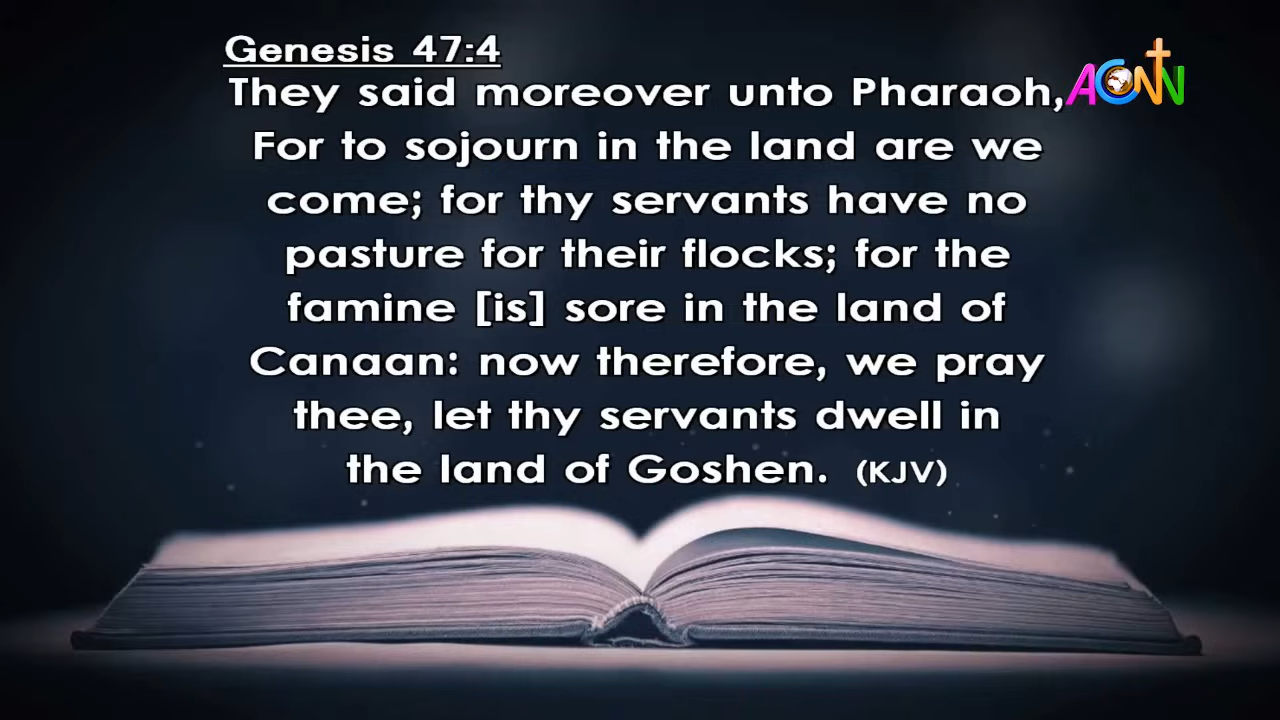 Genesis 47:4
They said moreover unto Pharaoh,
ACNN
For to sojourn in the land are we
come; for thy servants have no
pasture for their flocks; for the
famine [is] sore in the land of
Canaan: now therefore, we pray
thee, let thy servants dwell in
the land of Goshen. (KJV)